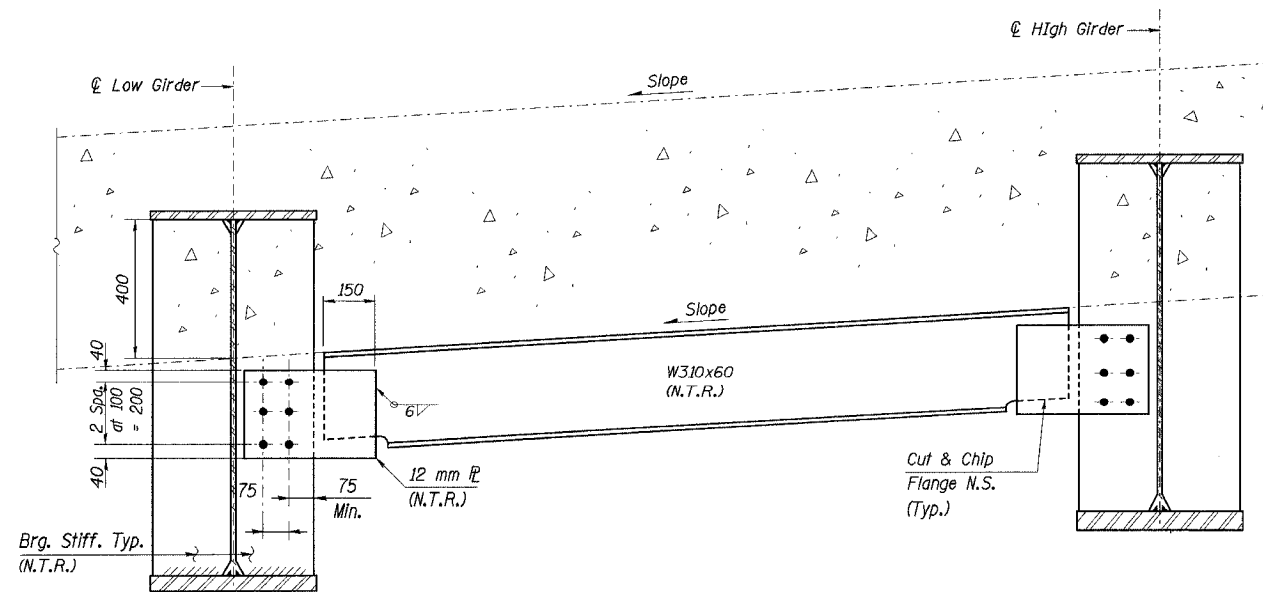 ℄ High Girder
℄ Low Girder
Slope
400
150
Slope
40
W310x60
(N.T.R.)
2 Spa.
at 100
= 200
6
40
75
75
Min.
12 mm ℞
(N.T.R.)
Cut & Chip
Flange N.S.
(Typ.)
Brg. Stiff. Typ.
(N.T.R.)